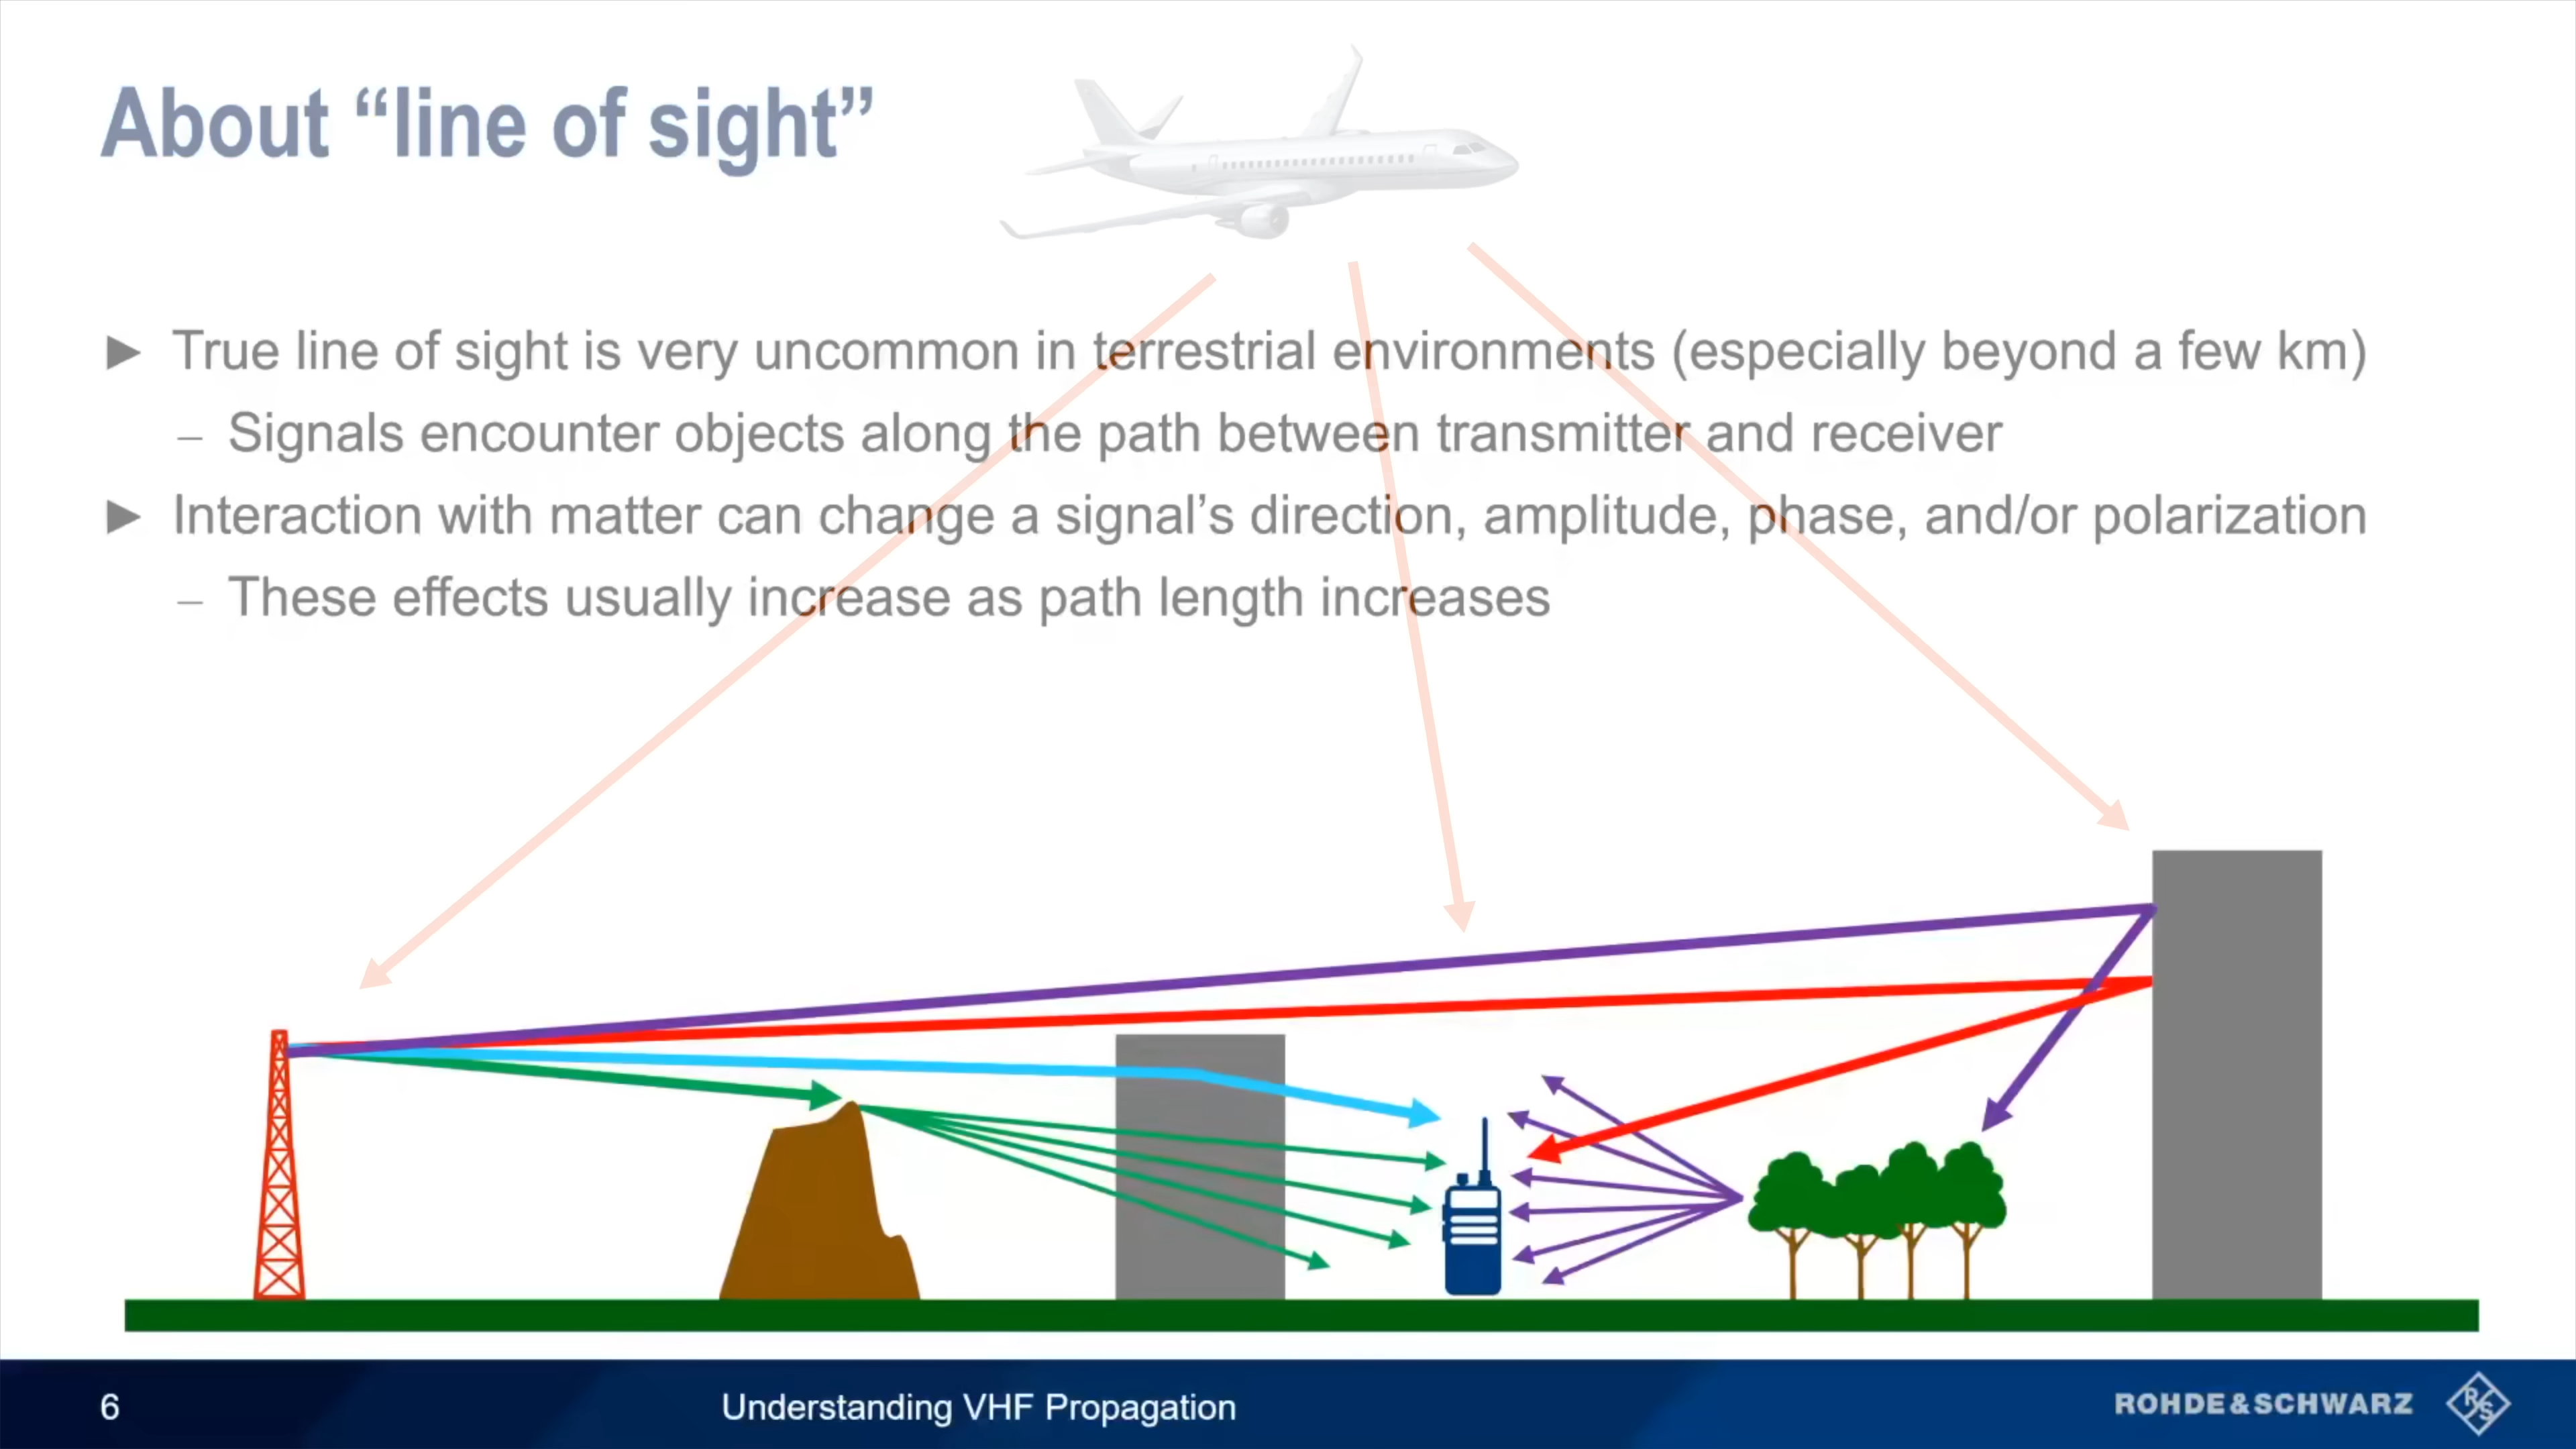 About “line of sight”
► True line of sight is very uncommon in terrestrial environments (especially beyond a few km)
– Signals encounter objects along the path between transmitter and receiver
► Interaction with matter can change a signal’s direction, amplitude, phase, and/or polarization
– These effects usually increase as path length increases
6
Understanding VHF Propagation
ROHDE & SCHWARZ
R S